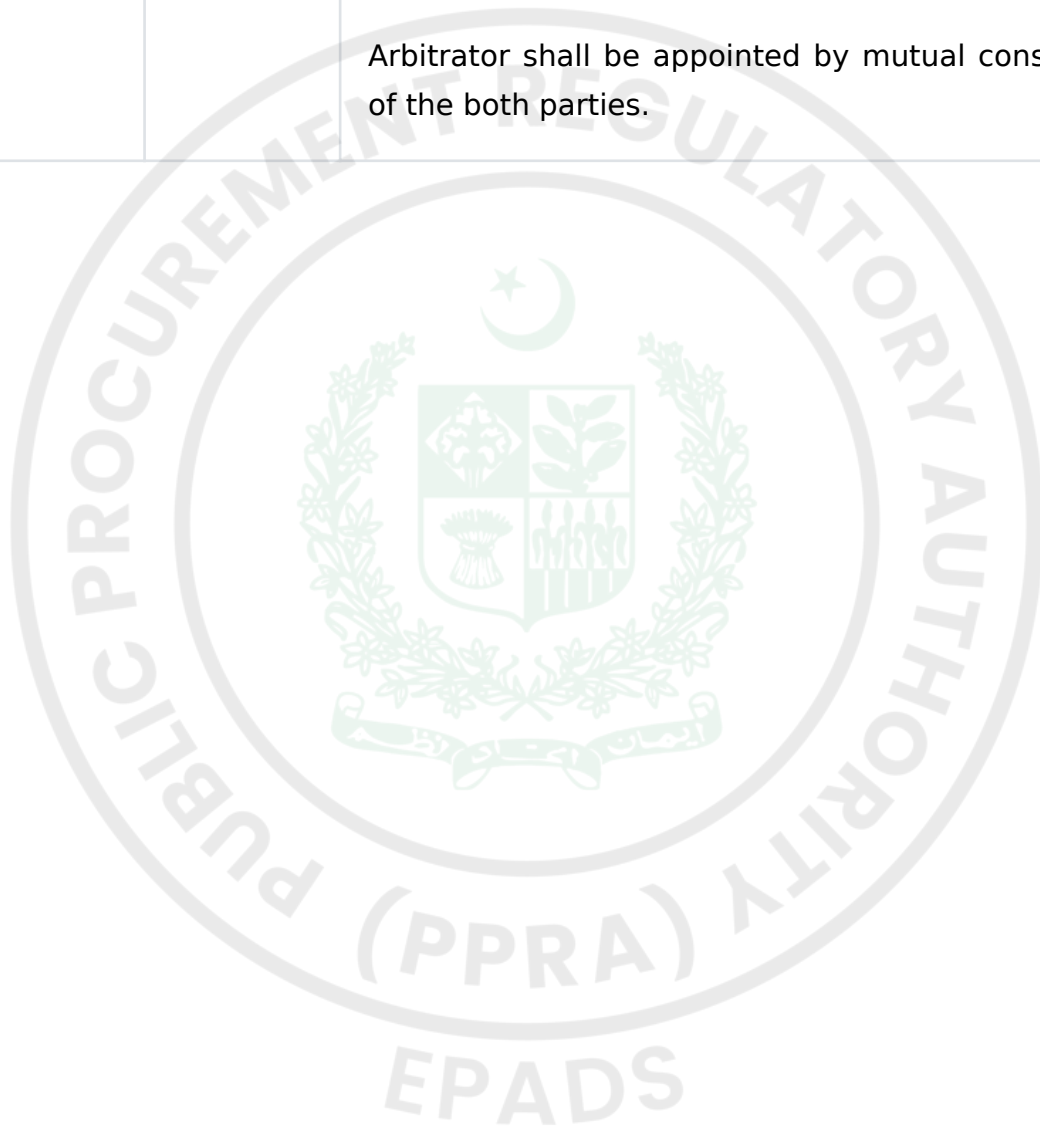 Arbitrator shall be appointed by mutual cons
of the both parties.
PUBLIC PROCUREMENT REGULATORY AUTHORITY
(PPRA)
EPADS